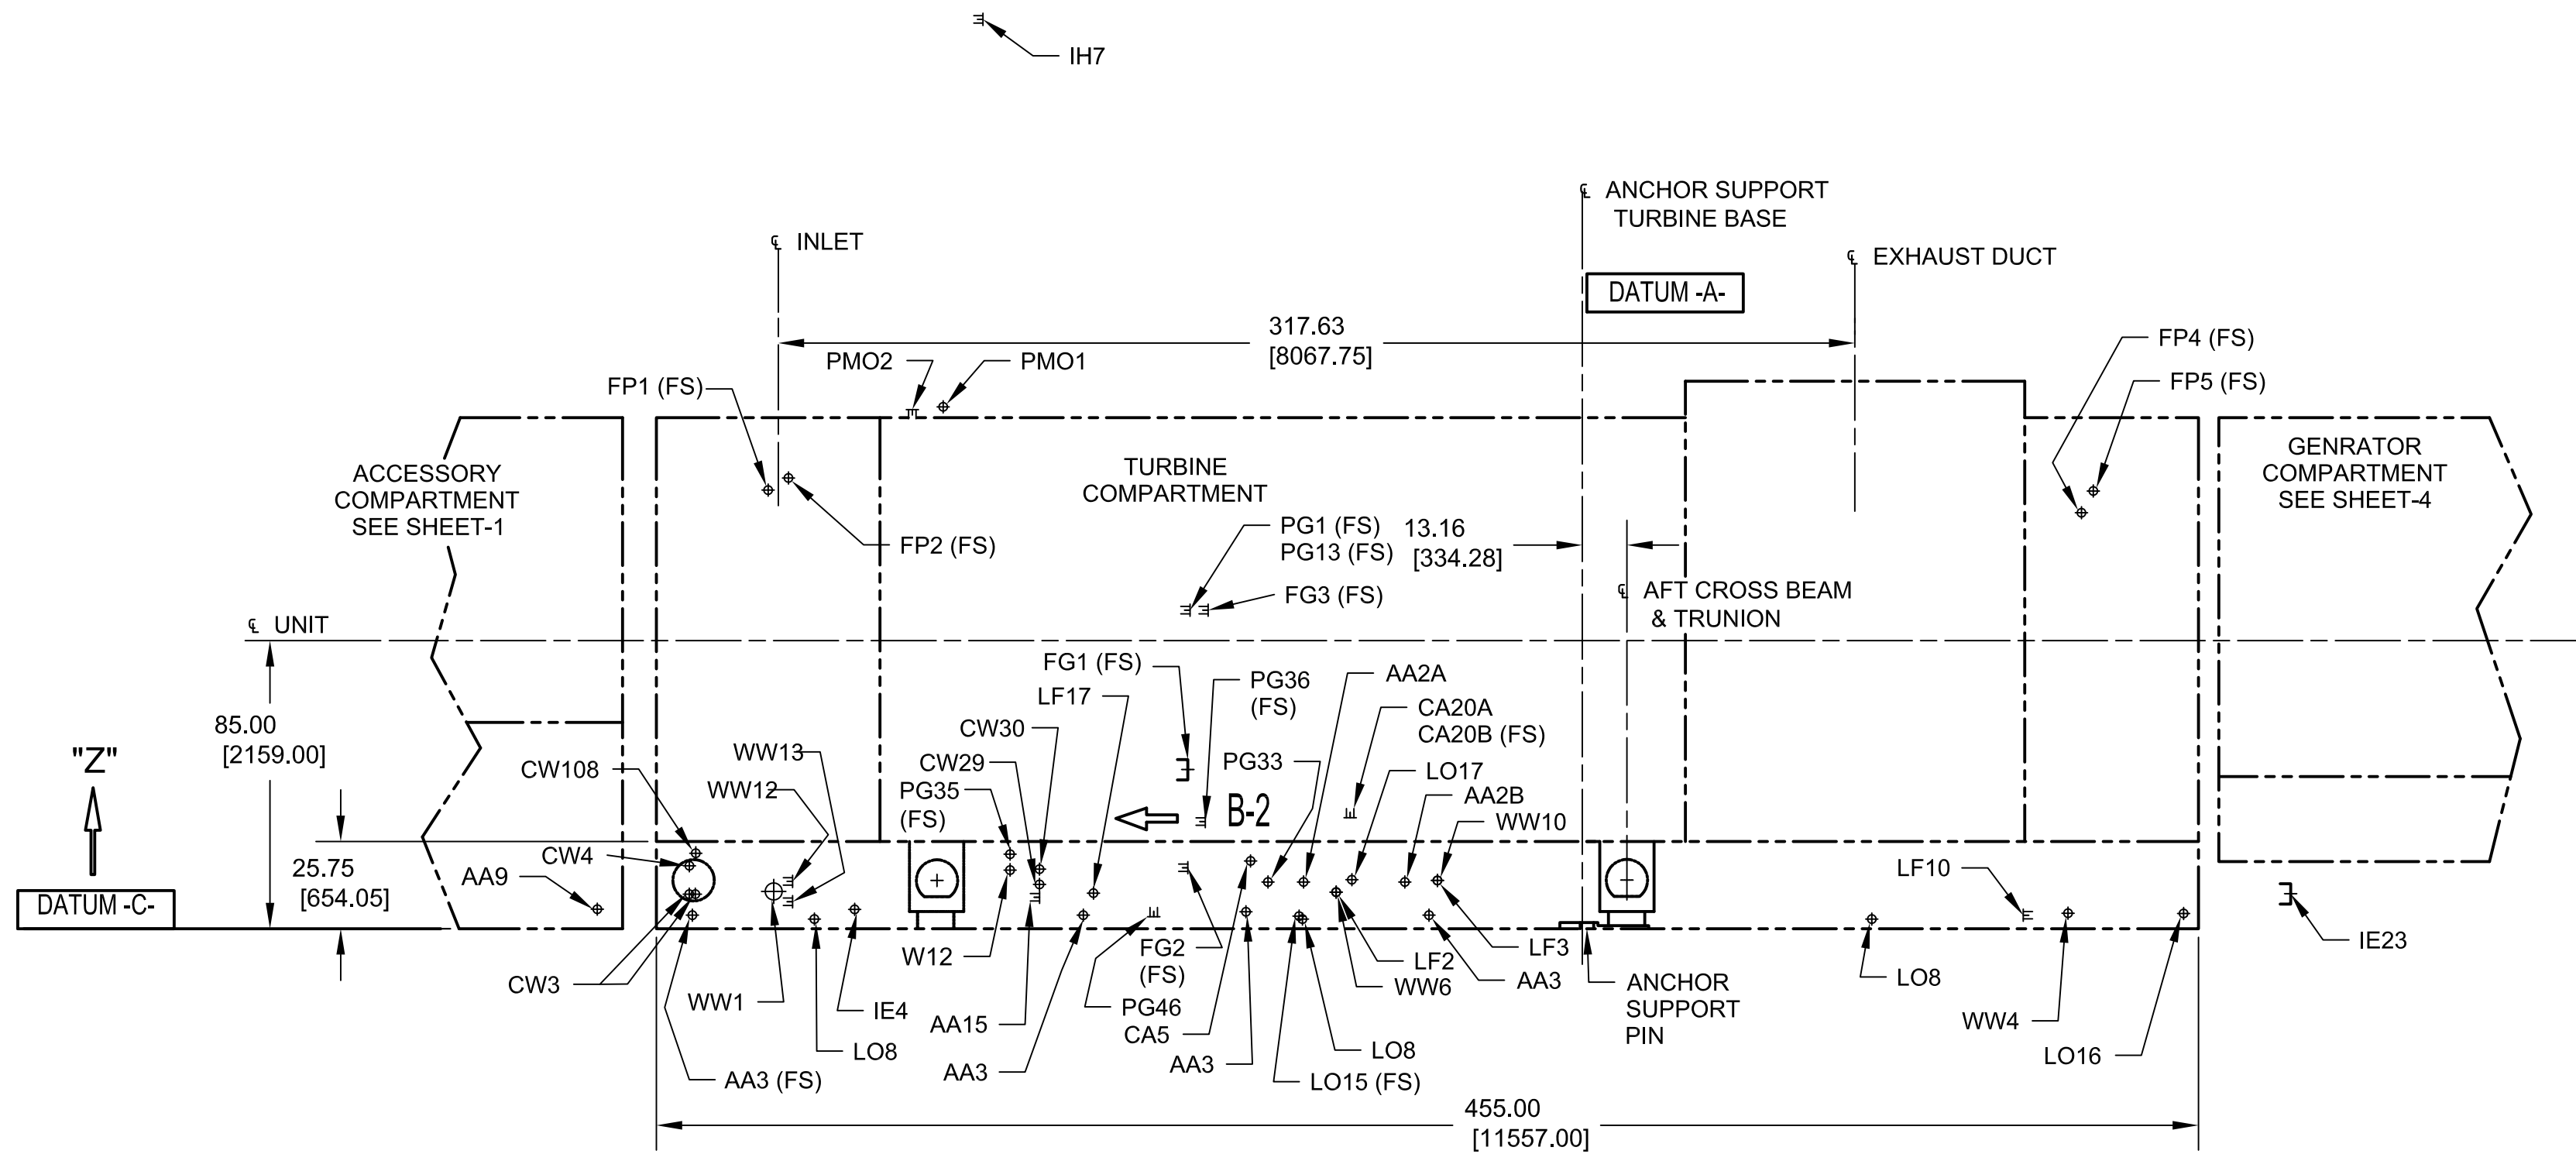 IH7
℄ ANCHOR SUPPORT
TURBINE BASE
℄ INLET
℄ EXHAUST DUCT
DATUM -A-
317.63
[8067.75]
PMO2
PMO1
FP1 (FS)
FP4 (FS)
FP5 (FS)
ACCESSORY
COMPARTMENT
SEE SHEET-1
TURBINE
COMPARTMENT
GENRATOR
COMPARTMENT
SEE SHEET-4
FP2 (FS)
PG1 (FS)
PG13 (FS)
13.16
[334.28]
FG3 (FS)
℄ AFT CROSS BEAM
& TRUNION
℄ UNIT
FG1 (FS)
PG36
(FS)
AA2A
LF17
CA20A
CA20B (FS)
85.00
[2159.00]
"Z"
CW30
WW13
CW108
CW29
PG33
LO17
WW12
PG35
(FS)
B-2
AA2B
WW10
CW4
25.75
[654.05]
AA9
LF10
DATUM -C-
W12
FG2
(FS)
LF2
LF3
IE23
CW3
WW6
AA3
LO8
ANCHOR
SUPPORT
PIN
WW1
IE4
PG46
AA15
CA5
WW4
LO8
LO8
LO16
AA3
AA3
AA3 (FS)
LO15 (FS)
455.00
[11557.00]